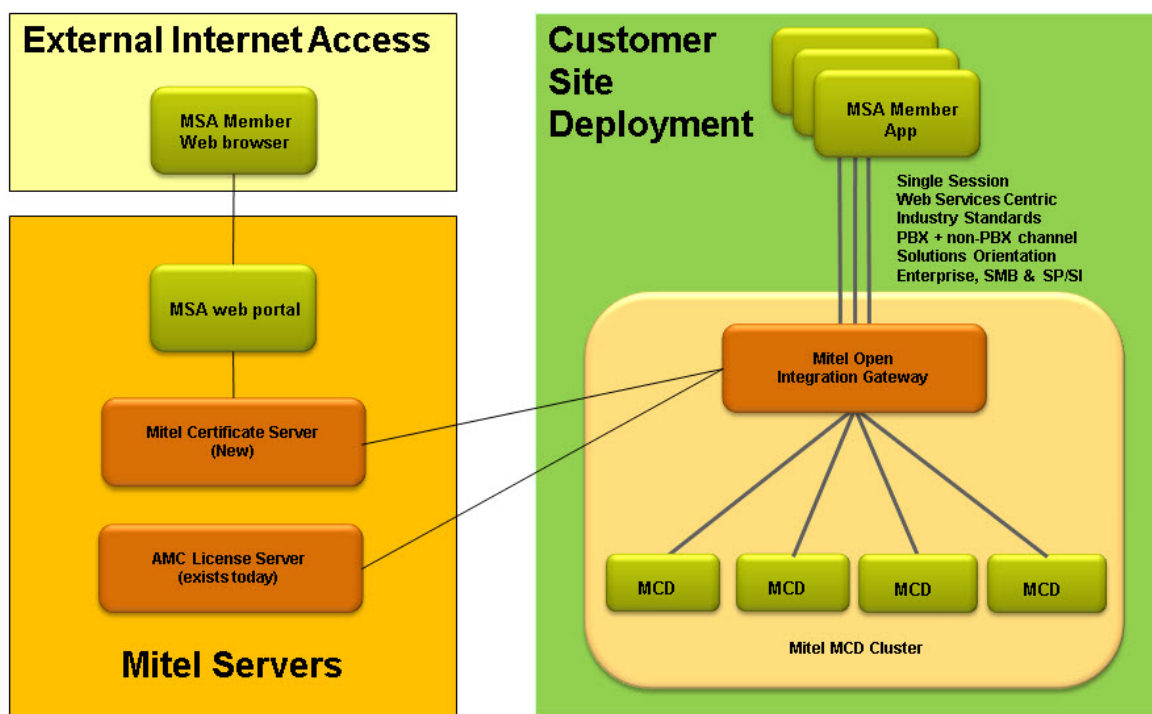 External Internet Access
MSA Member
Web browser
MSA web portal
Mitel Certificate Server
(New)
AMC License Server
(exists today)
Mitel Servers
Customer
Site
Deployment
MSA Member
App
Single Session
Web Services Centric
Industry Standards
PBX + non-PBX channel
Solutions Orientation
Enterprise, SMB & SP/SI
Mitel Open
Integration Gateway
MCD
MCD
MCD
MCD
Mitel MCD Cluster